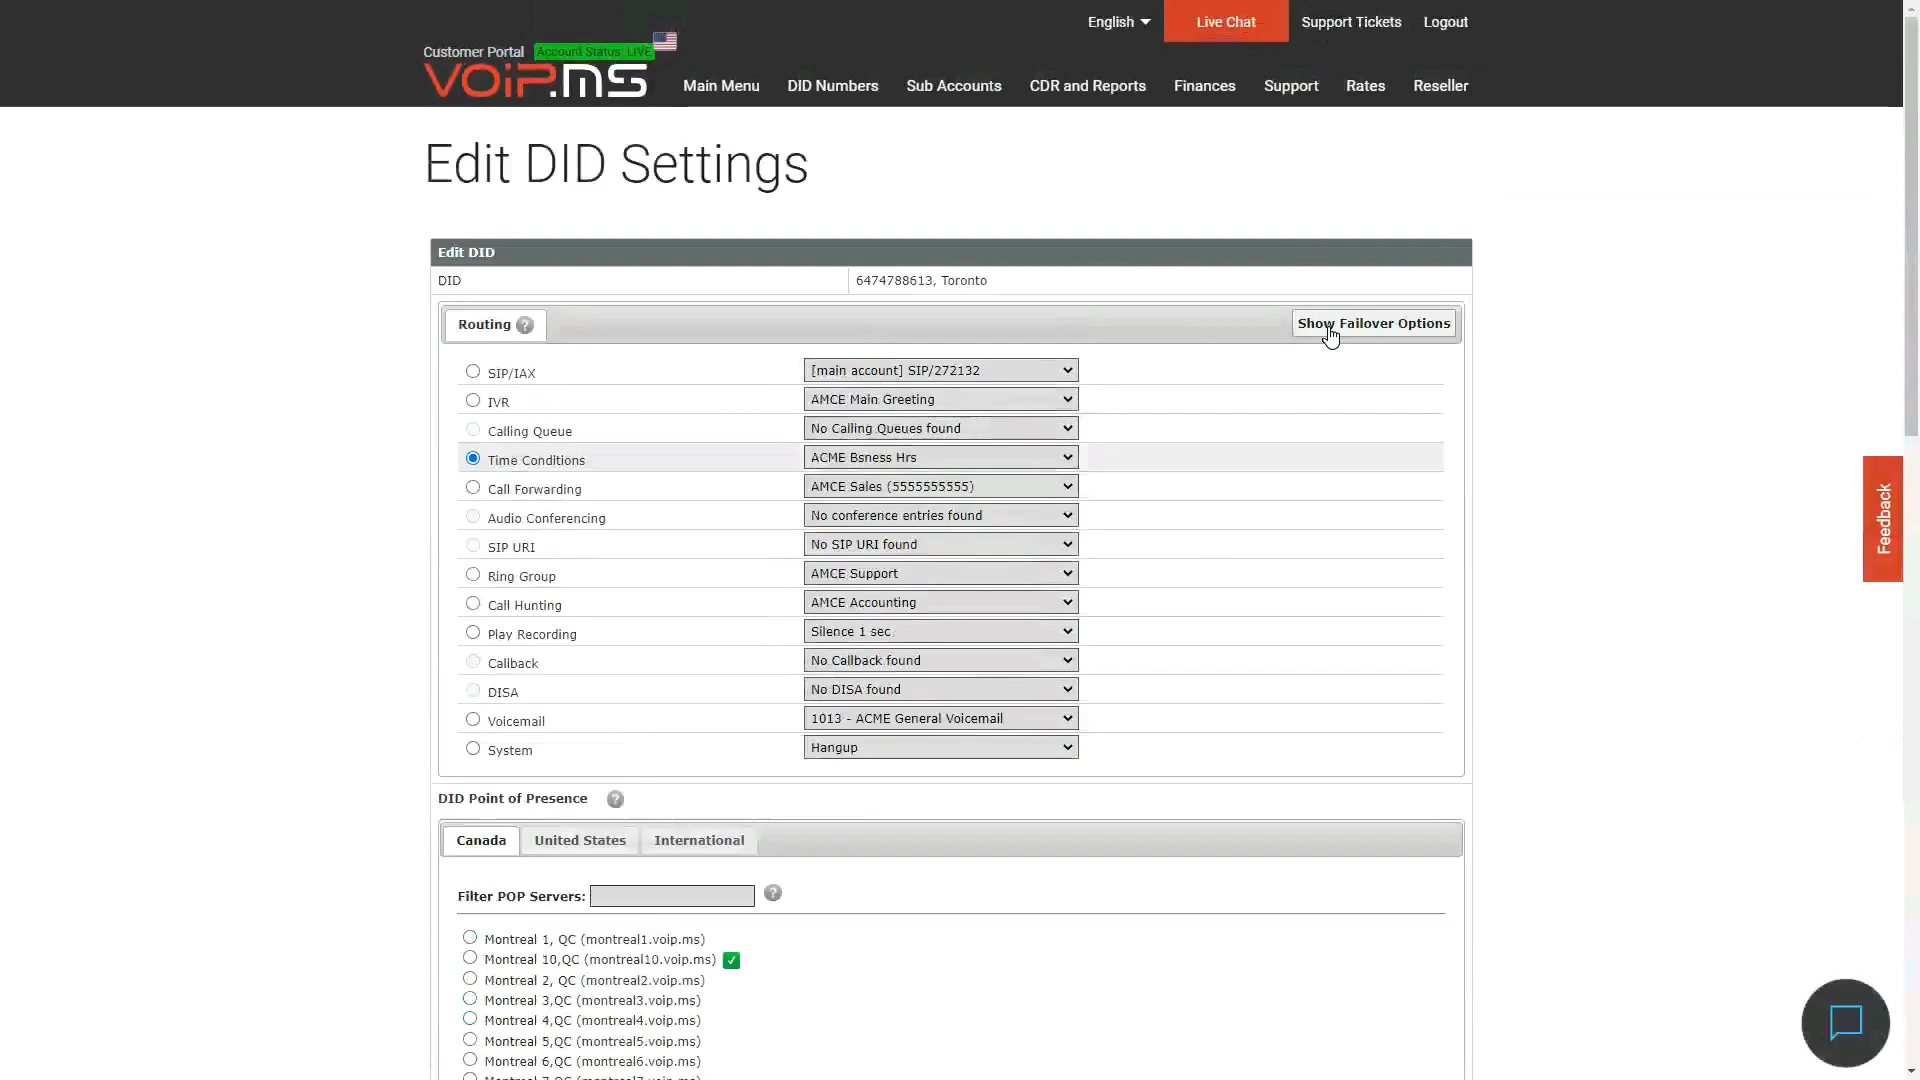 English
Live Chat
Support Tickets
Logout
Customer Portal
Account Status: LIVE
VOiP.MS
Main Menu
DID Numbers
Sub Accounts
CDR and Reports
Finances
Support
Rates
Reseller
Edit DID Settings
Edit DID
DID
6474788613, Toronto
Routing ?
Show Failover Options
SIP/IAX
[main account] SIP/272132
IVR
AMCE Main Greeting
Calling Queue
No Calling Queues found
Time Conditions
ACME Bsness Hrs
Call Forwarding
AMCE Sales (5555555555)
Audio Conferencing
No conference entries found
SIP URI
No SIP URI found
Ring Group
AMCE Support
Call Hunting
AMCE Accounting
Play Recording
Silence 1 sec
Callback
No Callback found
DISA
No DISA found
Voicemail
1013 - ACME General Voicemail
System
Hangup
Feedback
DID Point of Presence ?
Canada
United States
International
Filter POP Servers: ?
Montreal 1, QC (montreal1.voip.ms)
Montreal 10,QC (montreal10.voip.ms)
Montreal 2, QC (montreal2.voip.ms)
Montreal 3,QC (montreal3.voip.ms)
Montreal 4,QC (montreal4.voip.ms)
Montreal 5,QC (montreal5.voip.ms)
Montreal 6,QC (montreal6.voip.ms)